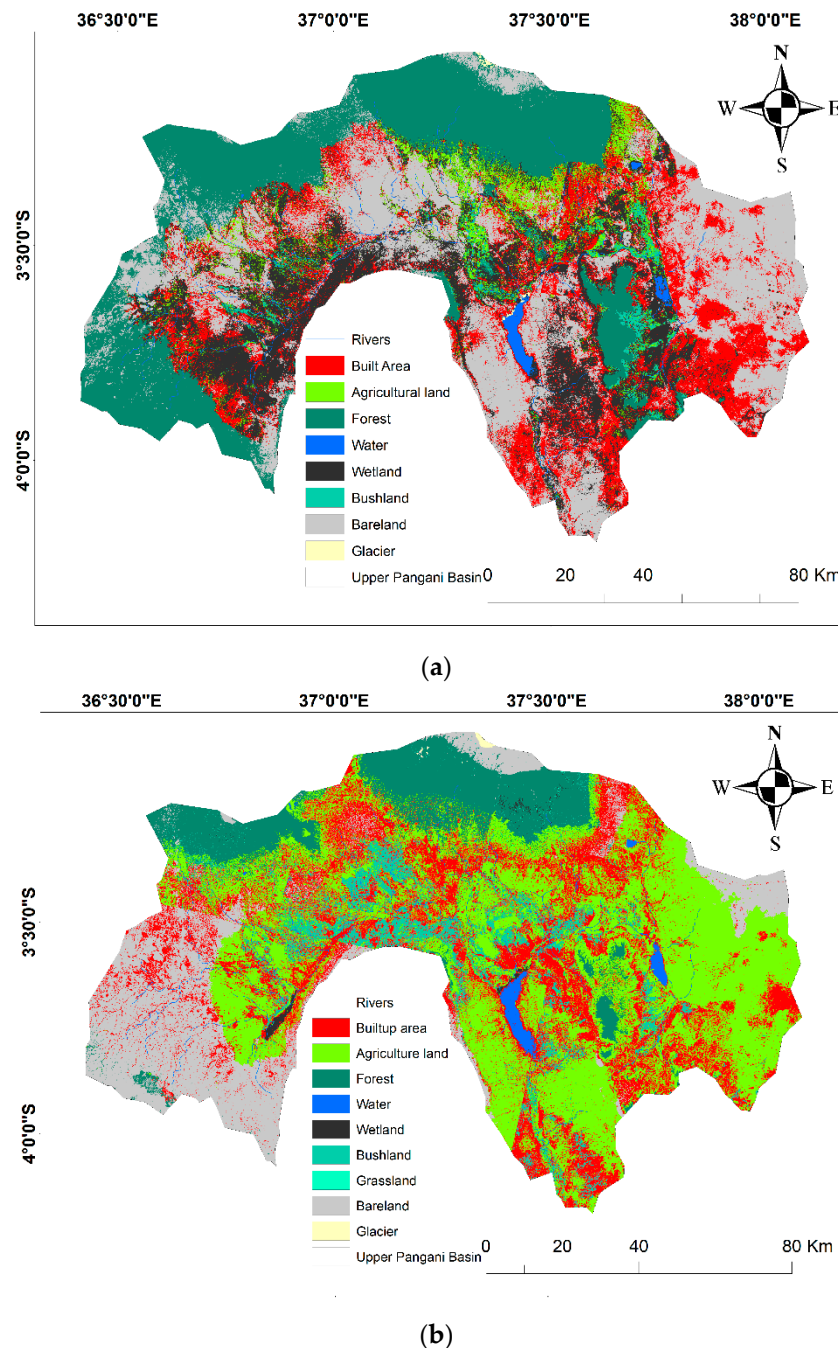 36°30'0"E 37°0'0"E 37°30'0"E 38°0'0"E
N
W E
S
3°30'0"S
4°0'0"S
Rivers
Built Area
Agricultural land
Forest
Water
Wetland
Bushland
Bareland
Glacier
Upper Pangani Basin
0 20 40 80 Km
(a)
36°30'0"E 37°0'0"E 37°30'0"E 38°0'0"E
N
W E
S
3°30'0"S
4°0'0"S
Rivers
Builtup area
Agriculture land
Forest
Water
Wetland
Bushland
Grassland
Bareland
Glacier
Upper Pangani Basin
0 20 40 80 Km
(b)